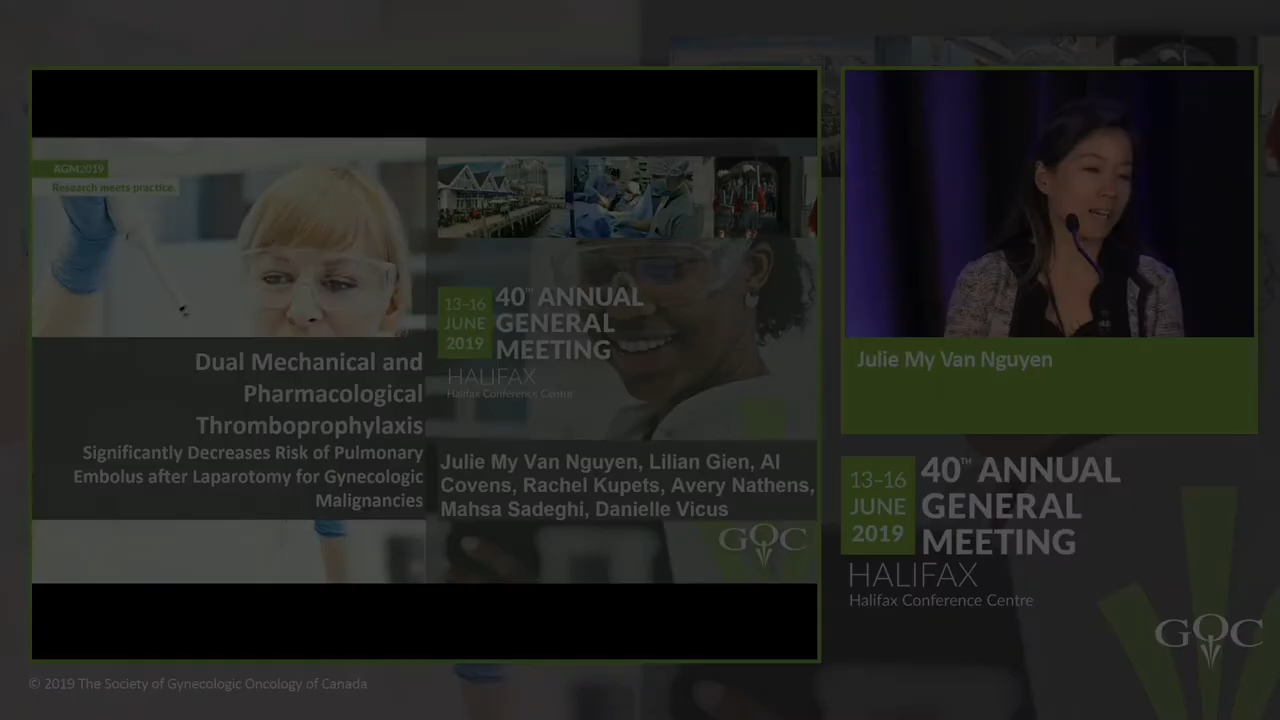 AGM2019
Research meets practice.
13–16
JUNE
2019
40™ ANNUAL
GENERAL
MEETING
HALIFAX
Halifax Conference Centre
Dual Mechanical and
Pharmacological
Thromboprophylaxis
Significantly Decreases Risk of Pulmonary
Embolus after Laparotomy for Gynecologic
Malignancies
Julie My Van Nguyen, Lilian Gien, Al
Covens, Rachel Kupets, Avery Nathens,
Mahsa Sadeghi, Danielle Vicus
GOC
Julie My Van Nguyen
13–16
JUNE
2019
40™ ANNUAL
GENERAL
MEETING
HALIFAX
Halifax Conference Centre
GOC
© 2019 The Society of Gynecologic Oncology of Canada